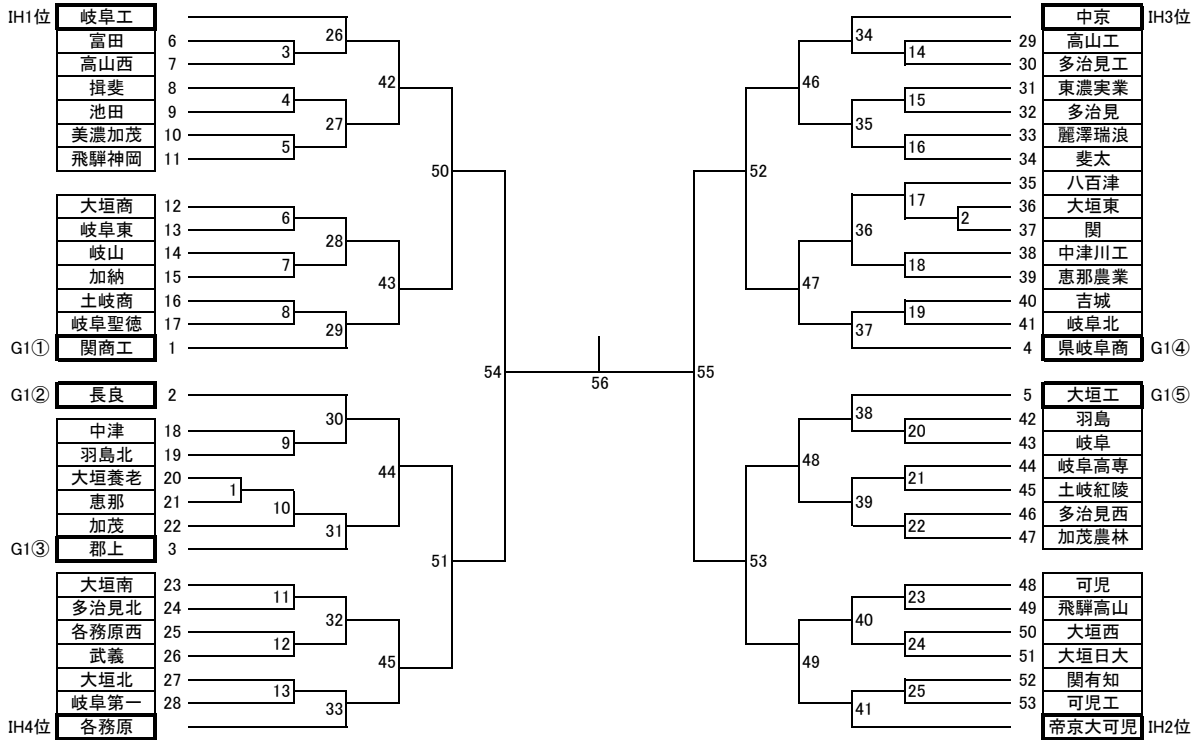 IH1位 岐阜工
富田 6
高山西 7
揖斐 8
池田 9
美濃加茂 10
飛騨神岡 11
3
4
5
26
27
42
大垣商 12
岐阜東 13
岐山 14
加納 15
土岐商 16
岐阜聖徳 17
G1① 関商工 1
6
7
8
28
29
43
50
G1② 長良 2
中津 18
羽島北 19
大垣養老 20
恵那 21
加茂 22
G1③ 郡上 3
1
9
10
30
31
44
大垣南 23
多治見北 24
各務原西 25
武義 26
大垣北 27
岐阜第一 28
IH4位 各務原
11
12
13
32
33
45
51
54
56
55
中京 IH3位
29 高山工
30 多治見工
31 東濃実業
32 多治見
33 麗澤瑞浪
34 斐太
34
14
15
16
35
46
35 八百津
36 大垣東
37 関
38 中津川工
39 恵那農業
40 吉城
41 岐阜北
4 県岐阜商 G1④
17
2
36
18
19
37
47
52
5 大垣工 G1⑤
42 羽島
43 岐阜
44 岐阜高専
45 土岐紅陵
46 多治見西
47 加茂農林
38
20
21
39
22
48
48 可児
49 飛騨高山
50 大垣西
51 大垣日大
52 関有知
53 可児工
帝京大可児 IH2位
23
40
24
25
41
49
53